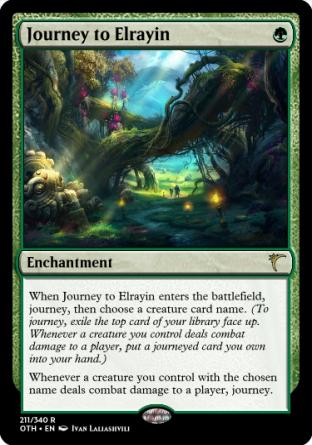 Journey to Elrayin
Enchantment
When Journey to Elrayin enters the battlefield,
journey, then choose a creature card name. (To
journey, exile the top card of your library face up.
Whenever a creature you control deals combat
damage to a player, put a journeyed card you own
into your hand.)
Whenever a creature you control with the chosen
name deals combat damage to a player, journey.
211/340 R
OTH • EN Ivan Laliashvili